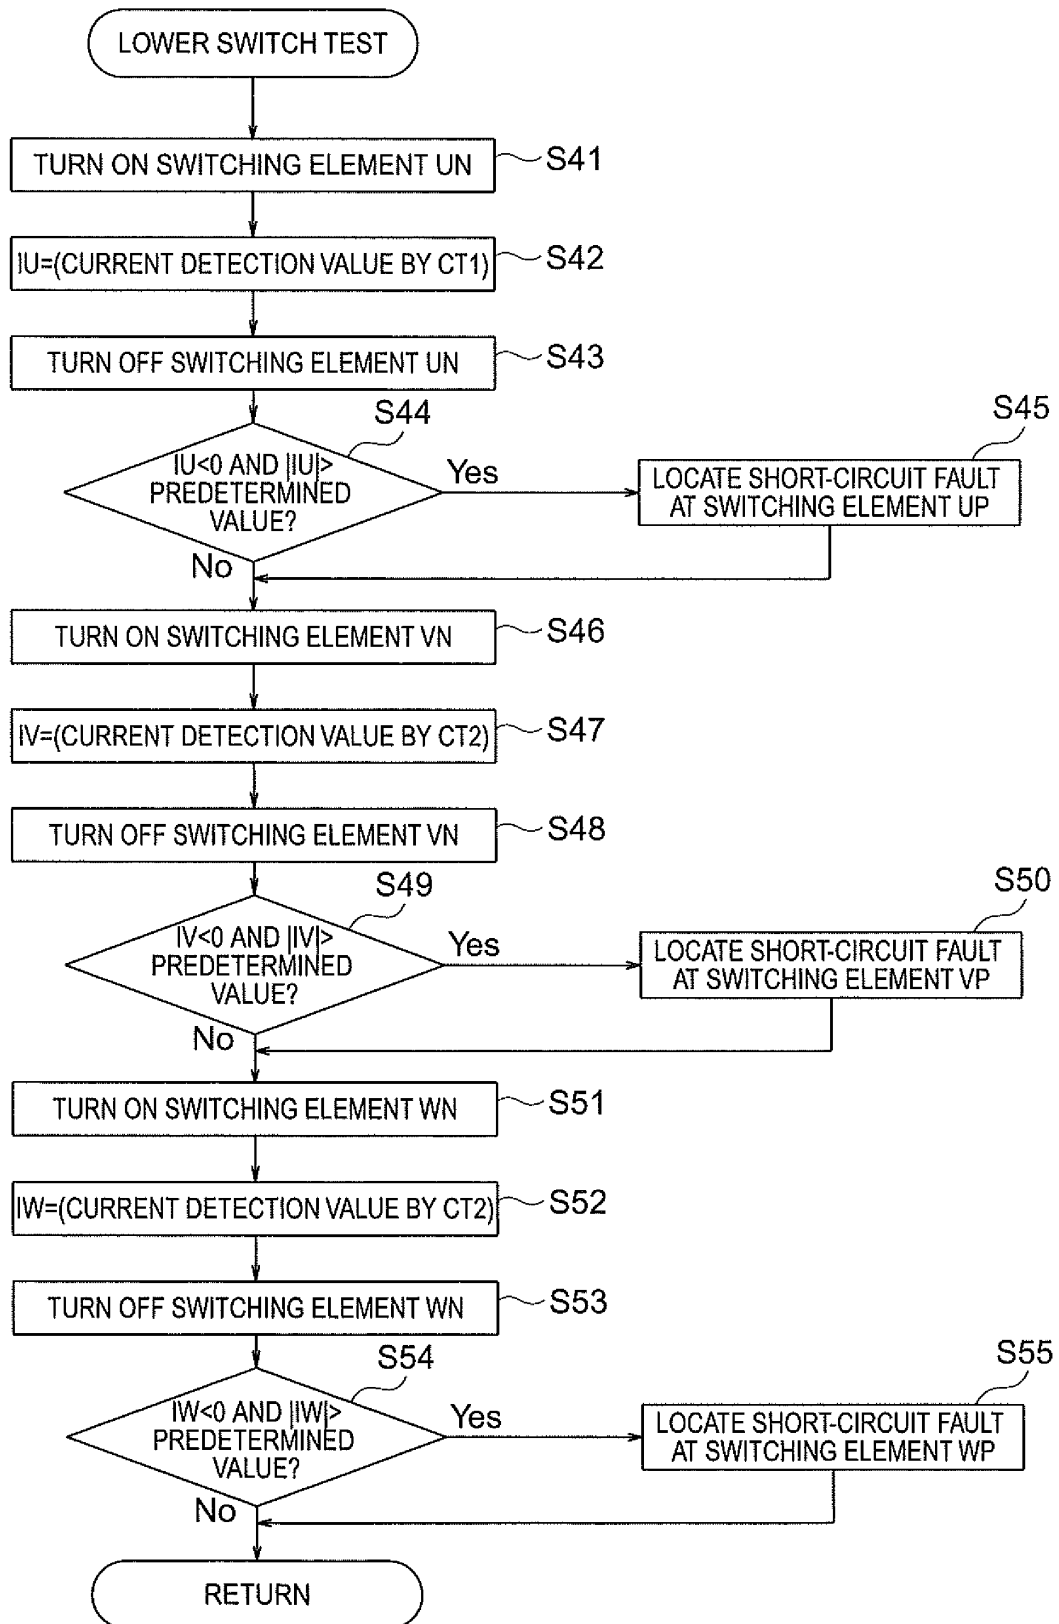 LOWER SWITCH TEST
TURN ON SWITCHING ELEMENT UN
S41
IU=(CURRENT DETECTION VALUE BY CT1)
S42
TURN OFF SWITCHING ELEMENT UN
S43
S44
IU<0 AND |IU|>
PREDETERMINED
VALUE?
Yes
No
S45
LOCATE SHORT-CIRCUIT FAULT
AT SWITCHING ELEMENT UP
TURN ON SWITCHING ELEMENT VN
S46
IV=(CURRENT DETECTION VALUE BY CT2)
S47
TURN OFF SWITCHING ELEMENT VN
S48
S49
IV<0 AND |IV|>
PREDETERMINED
VALUE?
Yes
No
S50
LOCATE SHORT-CIRCUIT FAULT
AT SWITCHING ELEMENT VP
TURN ON SWITCHING ELEMENT WN
S51
IW=(CURRENT DETECTION VALUE BY CT2)
S52
TURN OFF SWITCHING ELEMENT WN
S53
S54
IW<0 AND |IW|>
PREDETERMINED
VALUE?
Yes
No
S55
LOCATE SHORT-CIRCUIT FAULT
AT SWITCHING ELEMENT WP
RETURN